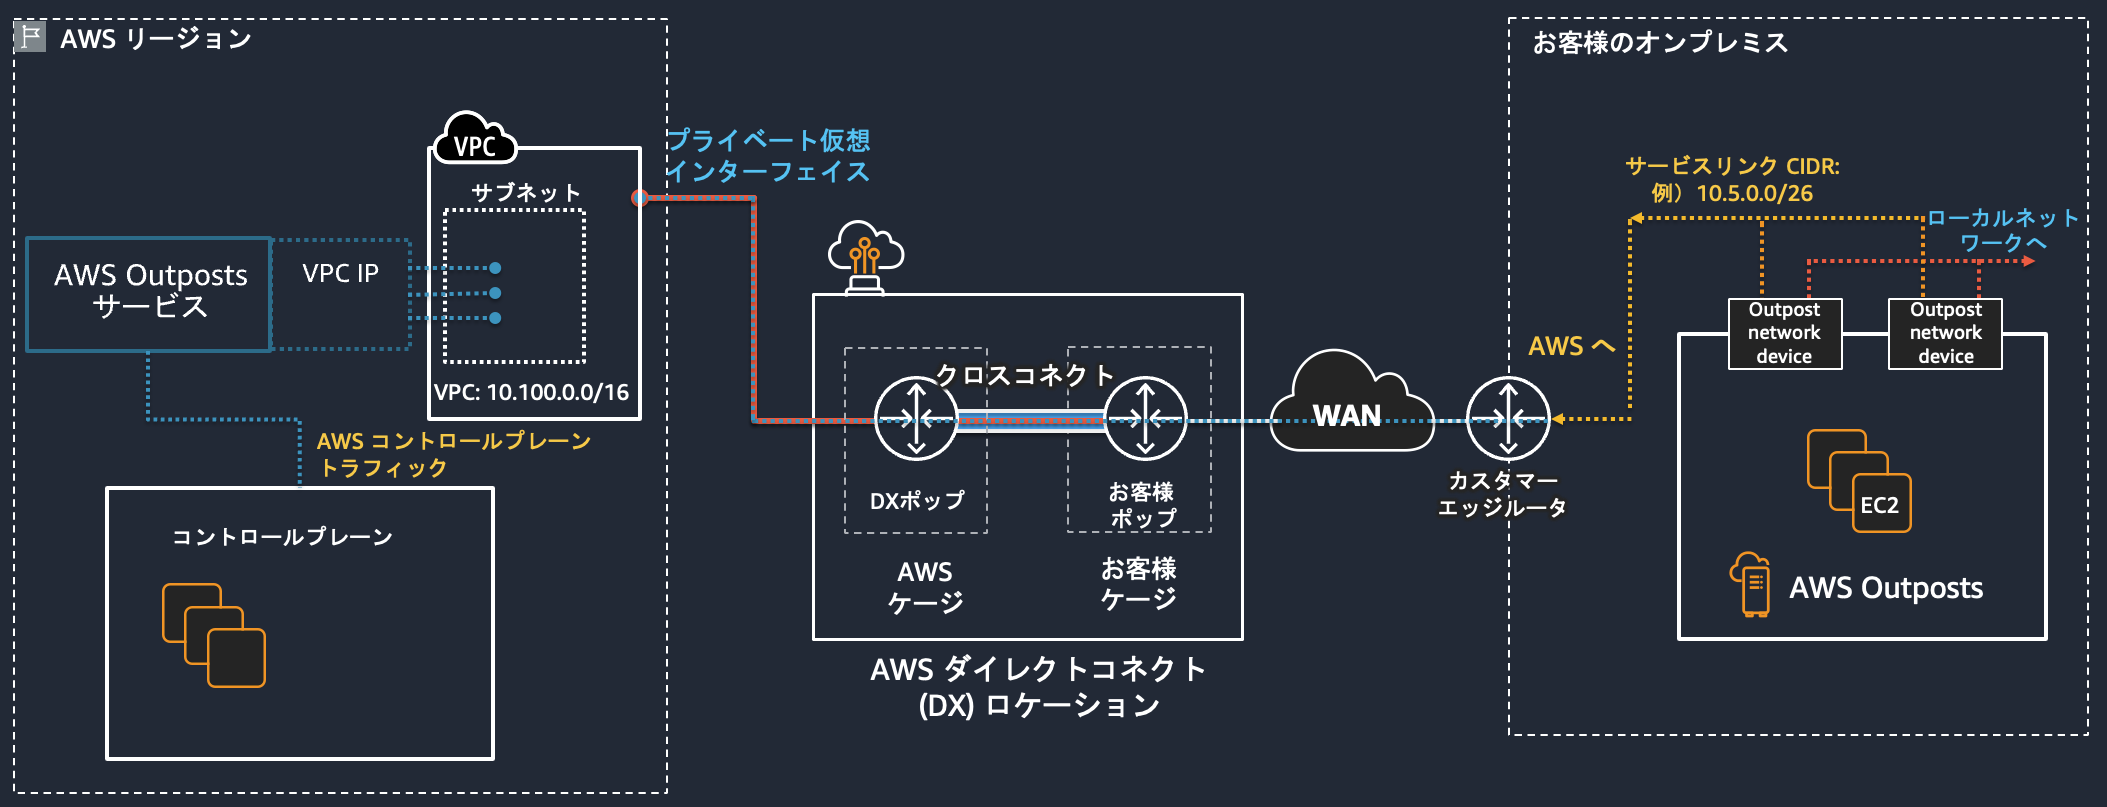 AWS リージョン
VPC
サブネット
AWS Outposts
サービス
VPC IP
VPC: 10.100.0.0/16
AWS コントロールプレーン
トラフィック
コントロールプレーン
プライベート仮想
インターフェイス
クロスコネクト
DXポップ
お客様
ポップ
AWS
ケージ
お客様
ケージ
AWS ダイレクトコネクト
(DX) ロケーション
WAN
カスタマー
エッジルータ
お客様のオンプレミス
サービスリンク CIDR:
例）10.5.0.0/26
ローカルネット
ワークへ
AWS へ
Outpost
network
device
Outpost
network
device
EC2
AWS Outposts